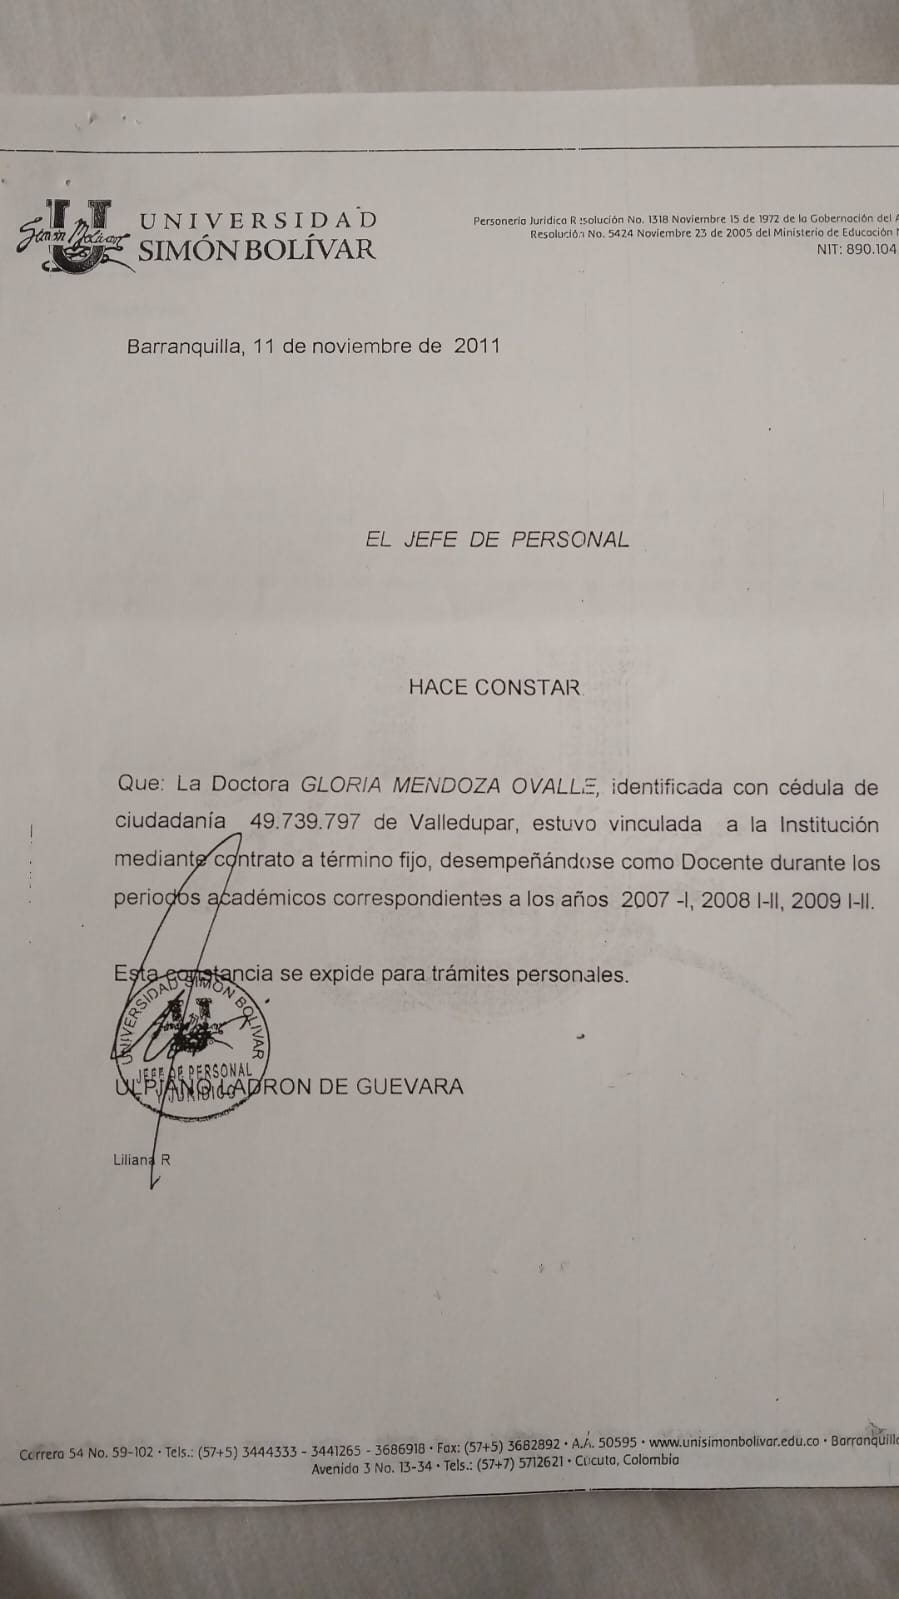 UNIVERSIDAD
SIMÓN BOLÍVAR
Personería Jurídica Resolución No. 1318 Noviembre 15 de 1972 de la Gobernación del
Resolución No. 5424 Noviembre 23 de 2005 del Ministerio de Educación
NIT: 890.104
Barranquilla, 11 de noviembre de 2011
EL JEFE DE PERSONAL
HACE CONSTAR
Que: La Doctora GLORIA MENDOZA OVALLE, identificada con cédula de
ciudadanía 49.739.797 de Valledupar, estuvo vinculada a la Institución
mediante contrato a término fijo, desempeñándose como Docente durante los
periodos académicos correspondientes a los años 2007 -I, 2008 I-II, 2009 I-II.
Esta constancia se expide para trámites personales.
UNIVERSIDAD SIMON BOLIVAR
JEFE DE PERSONAL
Y JURIDICO
ULPIANO LADRON DE GUEVARA
Liliana R
Carrera 54 No. 59-102 • Tels.: (57+5) 3444333 - 3441265 - 3686918 • Fax: (57+5) 3682892 • A.A. 50595 • www.unisimonbolivar.edu.co • Barranquilla
Avenida 3 No. 13-34 • Tels.: (57+7) 5712621 • Cúcuta, Colombia